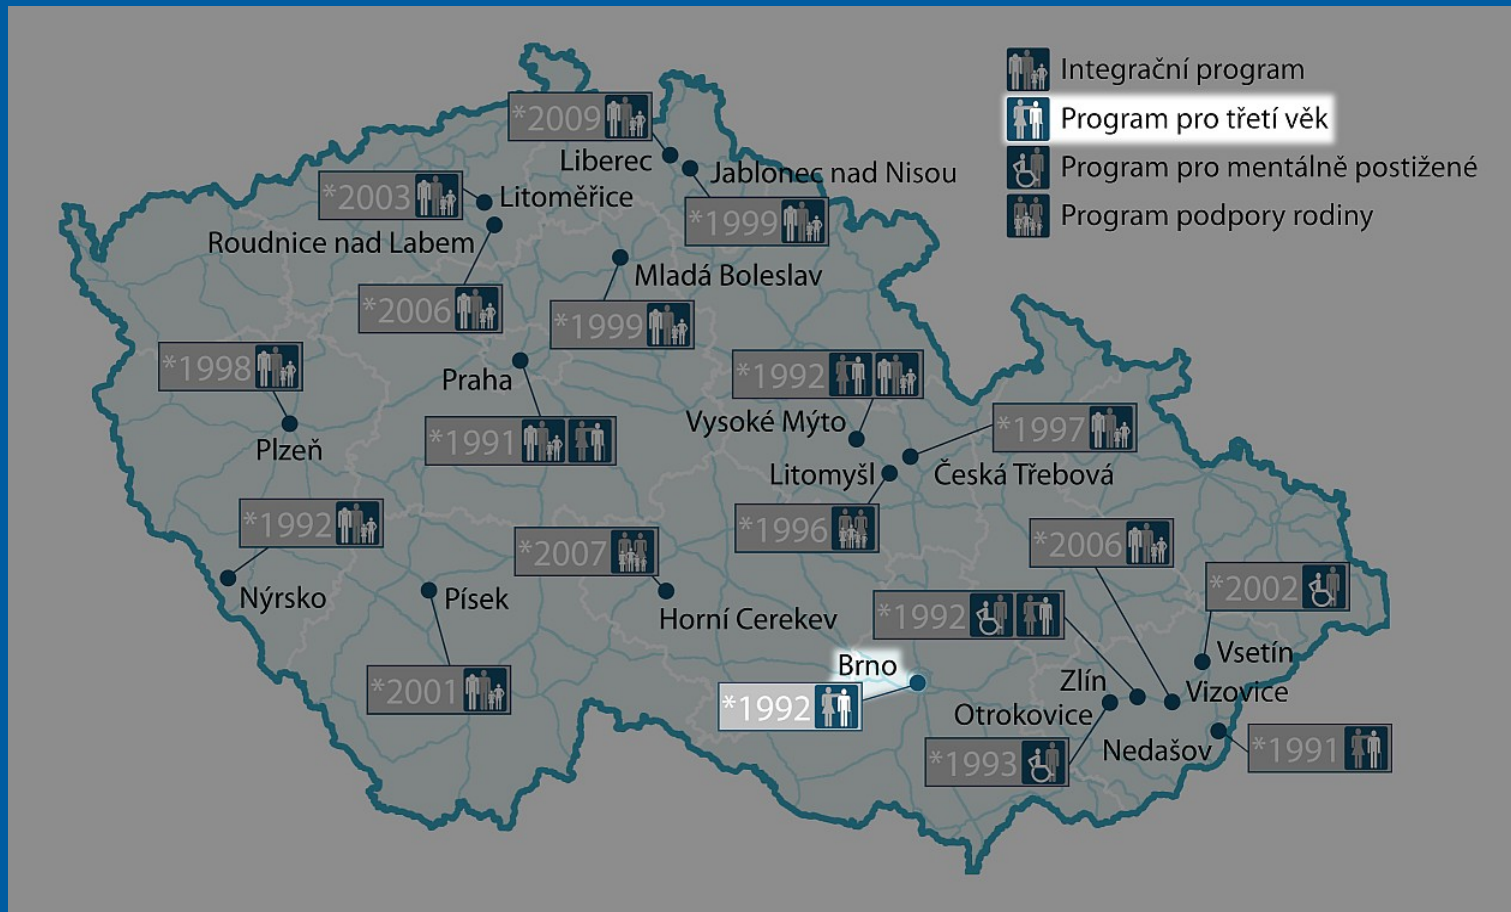 Integrační program
Program pro třetí věk
Program pro mentálně postižené
Program podpory rodiny
*2009
Liberec
Jablonec nad Nisou
*1999
*2003
Litoměřice
Roudnice nad Labem
*2006
Mladá Boleslav
*1999
*1998
Plzeň
Praha
*1991
*1992
Vysoké Mýto
*1997
Česká Třebová
Litomyšl
*1996
*1992
Nýrsko
Písek
*2001
*2007
Horní Cerekev
*2006
Vizovice
*2002
Vsetín
*1992
Zlín
Brno
*1992
Otrokovice
*1993
Nedašov
*1991